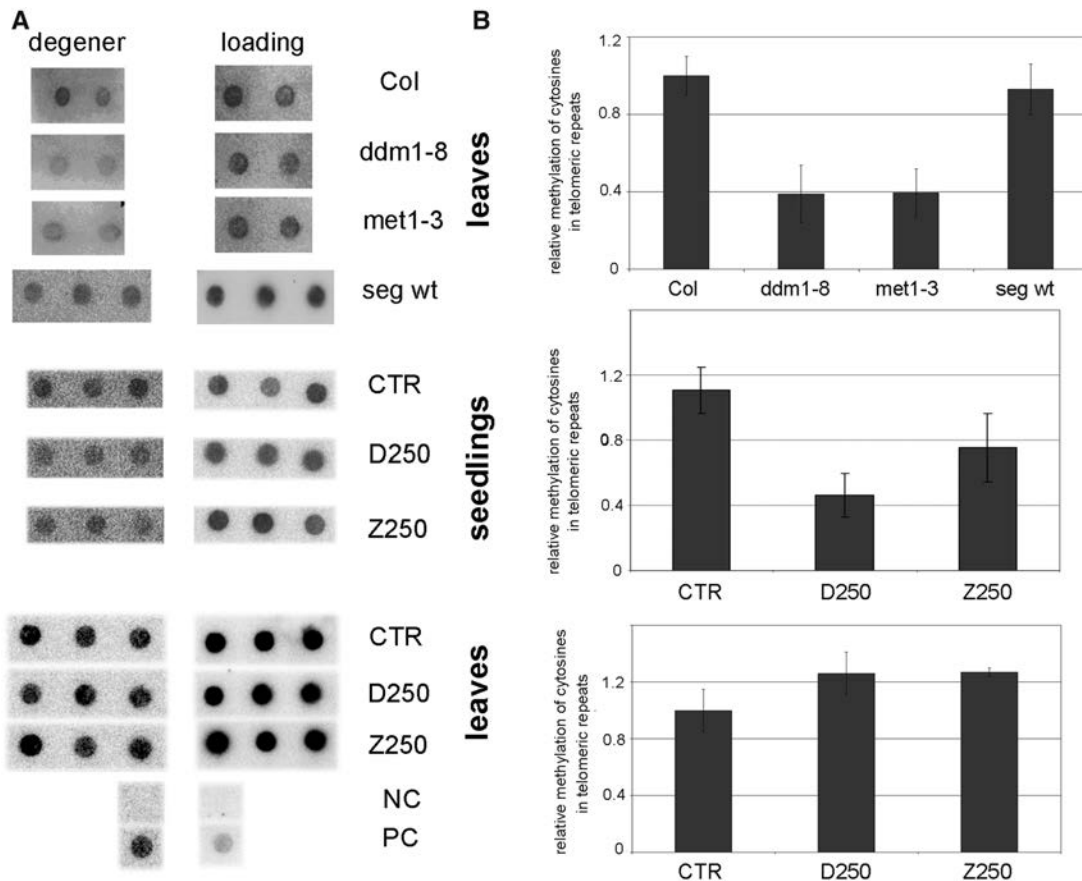 A
degener loading
Col
ddm1-8
met1-3
seg wt
leaves
CTR
D250
Z250
seedlings
CTR
D250
Z250
leaves
NC
PC
B
relative methylation of cytosines
in telomeric repeats
1.2
0.8
0.4
0
Col ddm1-8 met1-3 seg wt
relative methylation of cytosines
in telomeric repeats
1.2
0.8
0.4
0
CTR D250 Z250
relative methylation of cytosines
in telomeric repeats
1.2
0.8
0.4
0
CTR D250 Z250